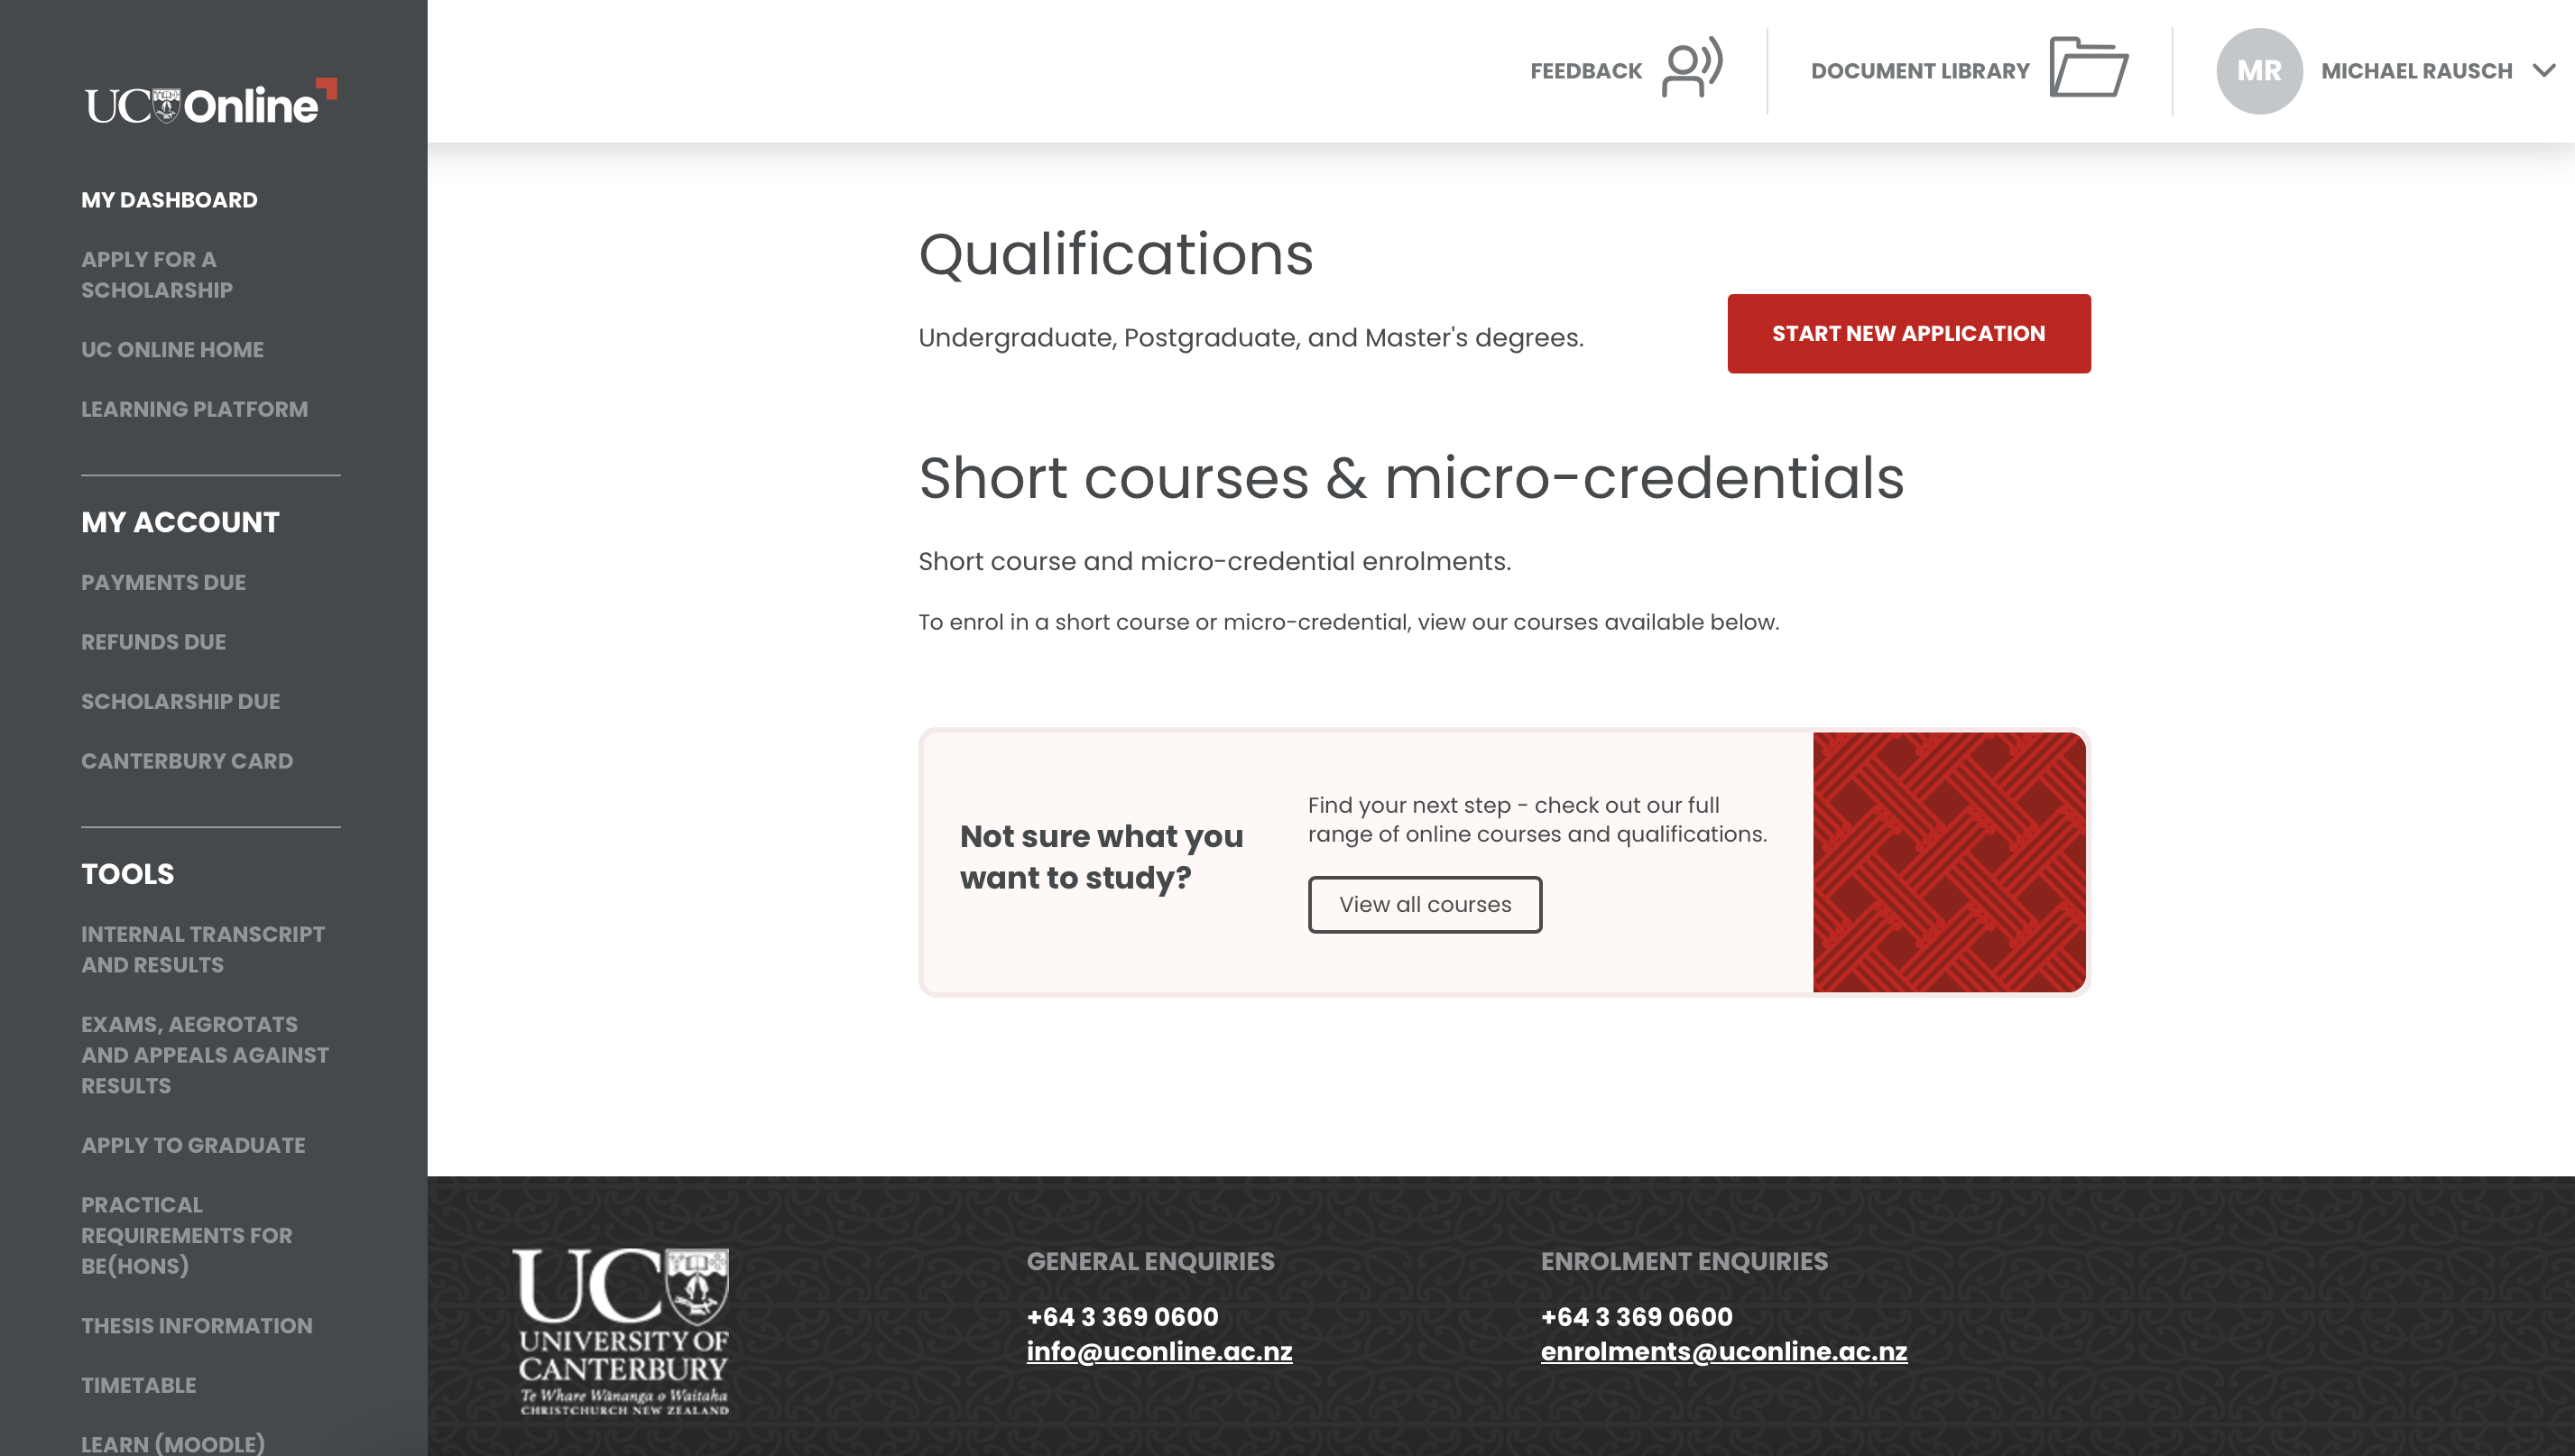 UC Online
MY DASHBOARD
APPLY FOR A
SCHOLARSHIP
UC ONLINE HOME
LEARNING PLATFORM
MY ACCOUNT
PAYMENTS DUE
REFUNDS DUE
SCHOLARSHIP DUE
CANTERBURY CARD
TOOLS
INTERNAL TRANSCRIPT
AND RESULTS
EXAMS, AEGROTATS
AND APPEALS AGAINST
RESULTS
APPLY TO GRADUATE
PRACTICAL
REQUIREMENTS FOR
BE(HONS)
THESIS INFORMATION
TIMETABLE
LEARN (MOODLE)
FEEDBACK
DOCUMENT LIBRARY
MR
MICHAEL RAUSCH
Qualifications
Undergraduate, Postgraduate, and Master's degrees.
START NEW APPLICATION
Short courses & micro-credentials
Short course and micro-credential enrolments.
To enrol in a short course or micro-credential, view our courses available below.
Not sure what you
want to study?
Find your next step - check out our full
range of online courses and qualifications.
View all courses
UC
UNIVERSITY OF
CANTERBURY
Te Whare Wānanga o Waitaha
CHRISTCHURCH NEW ZEALAND
GENERAL ENQUIRIES
+64 3 369 0600
info@uconline.ac.nz
ENROLMENT ENQUIRIES
+64 3 369 0600
enrolments@uconline.ac.nz